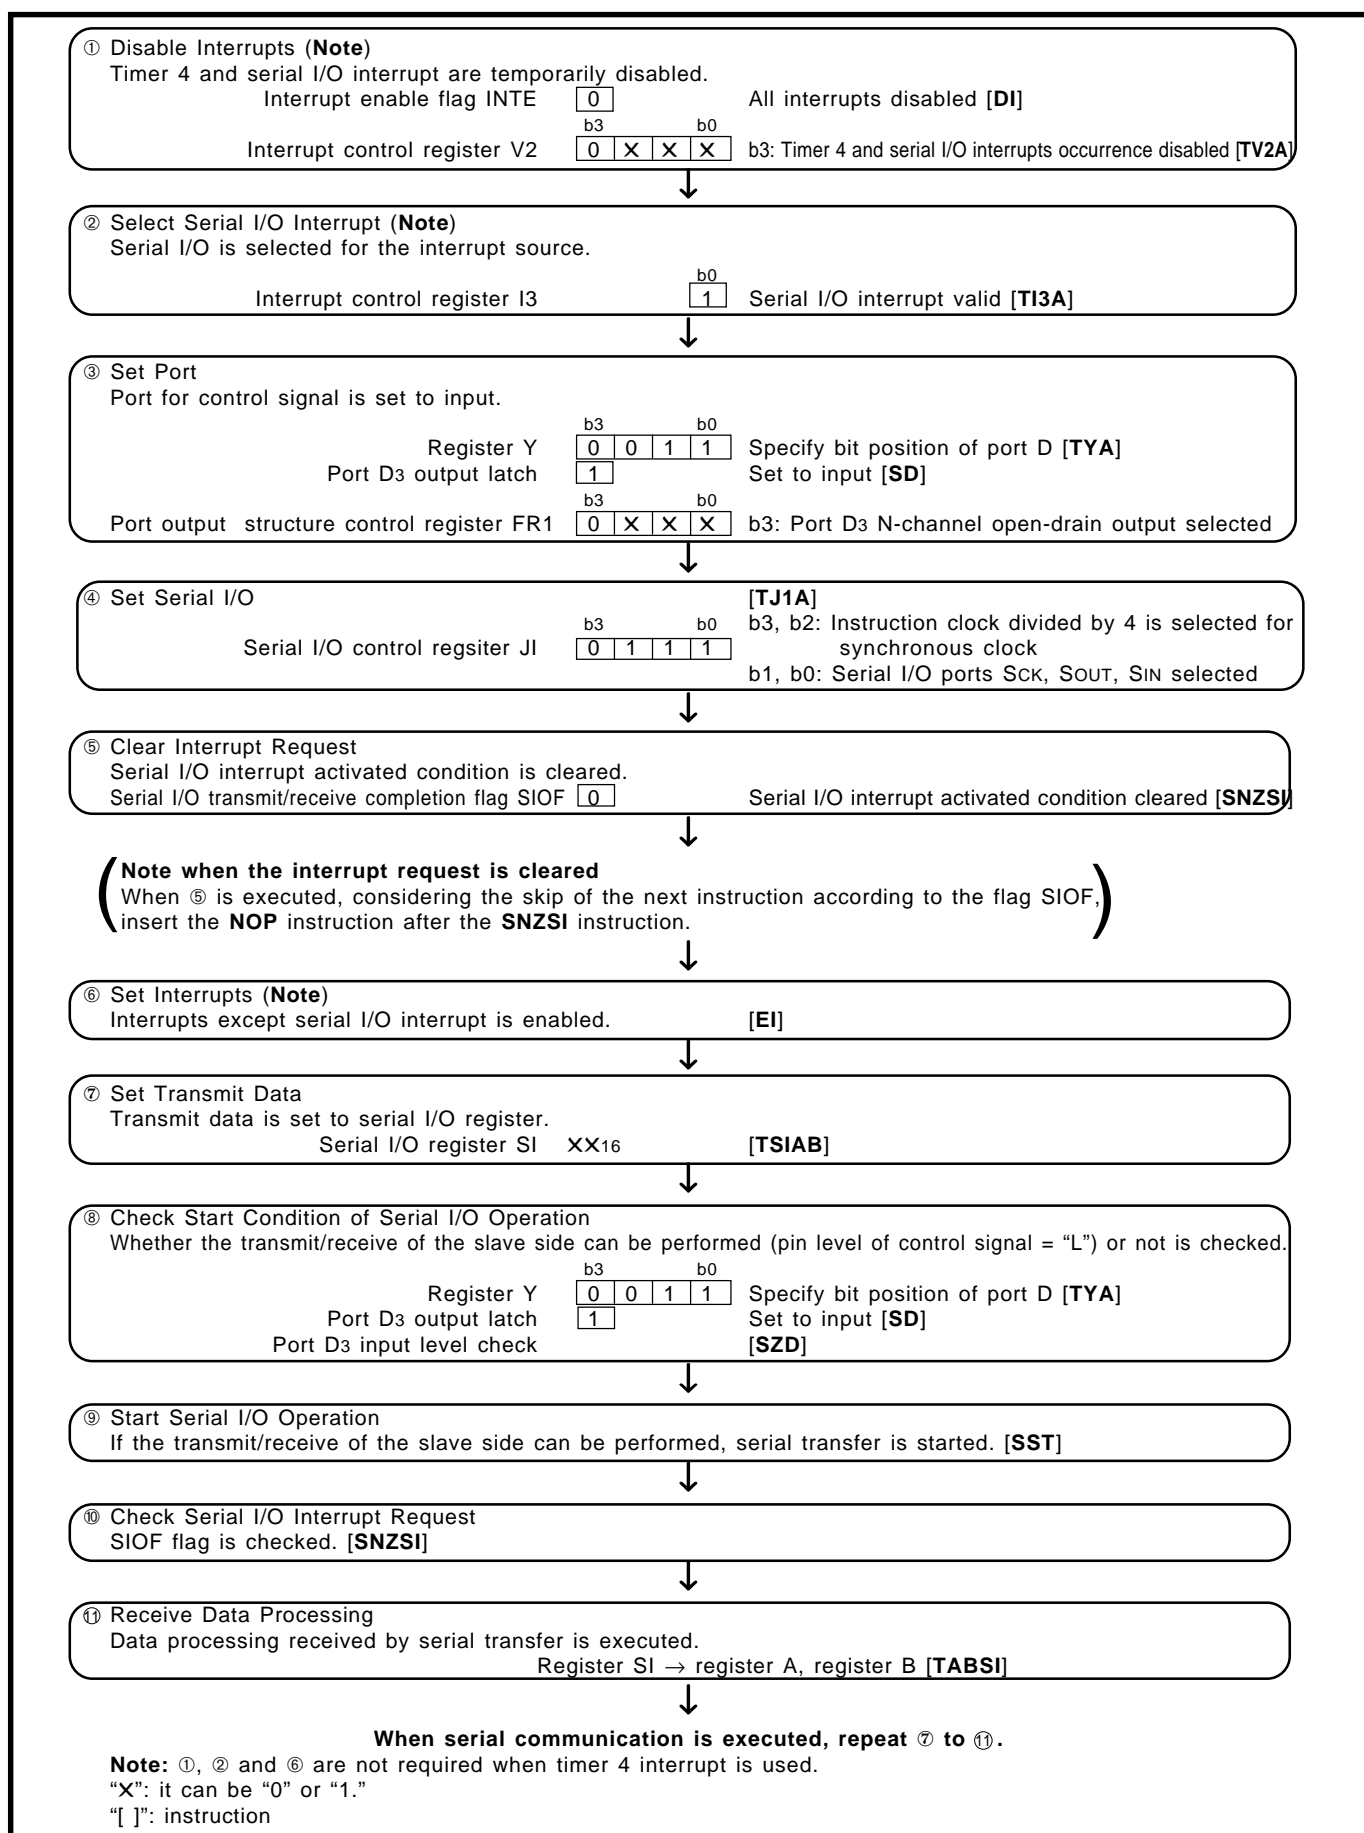 ① Disable Interrupts (Note)
Timer 4 and serial I/O interrupt are temporarily disabled.
Interrupt enable flag INTE 0 All interrupts disabled [DI]
b3 b0
Interrupt control register V2 0 X X X b3: Timer 4 and serial I/O interrupts occurrence disabled [TV2A]
↓
② Select Serial I/O Interrupt (Note)
Serial I/O is selected for the interrupt source.
b0
Interrupt control register I3 1 Serial I/O interrupt valid [TI3A]
↓
③ Set Port
Port for control signal is set to input.
b3 b0
Register Y 0 0 1 1 Specify bit position of port D [TYA]
Port D3 output latch 1 Set to input [SD]
b3 b0
Port output structure control register FR1 0 X X X b3: Port D3 N-channel open-drain output selected
↓
④ Set Serial I/O [TJ1A]
b3 b0 b3, b2: Instruction clock divided by 4 is selected for
Serial I/O control regsiter JI 0 1 1 1 synchronous clock
b1, b0: Serial I/O ports SCK, SOUT, SIN selected
↓
⑤ Clear Interrupt Request
Serial I/O interrupt activated condition is cleared.
Serial I/O transmit/receive completion flag SIOF 0 Serial I/O interrupt activated condition cleared [SNZSI]
↓
Note when the interrupt request is cleared
When ⑤ is executed, considering the skip of the next instruction according to the flag SIOF,
insert the NOP instruction after the SNZSI instruction.
↓
⑥ Set Interrupts (Note)
Interrupts except serial I/O interrupt is enabled. [EI]
↓
⑦ Set Transmit Data
Transmit data is set to serial I/O register.
Serial I/O register SI XX16 [TSIAB]
↓
⑧ Check Start Condition of Serial I/O Operation
Whether the transmit/receive of the slave side can be performed (pin level of control signal = “L”) or not is checked.
b3 b0
Register Y 0 0 1 1 Specify bit position of port D [TYA]
Port D3 output latch 1 Set to input [SD]
Port D3 input level check [SZD]
↓
⑨ Start Serial I/O Operation
If the transmit/receive of the slave side can be performed, serial transfer is started. [SST]
↓
⑩ Check Serial I/O Interrupt Request
SIOF flag is checked. [SNZSI]
↓
⑪ Receive Data Processing
Data processing received by serial transfer is executed.
Register SI → register A, register B [TABSI]
↓
When serial communication is executed, repeat ⑦ to ⑪.
Note: ①, ② and ⑥ are not required when timer 4 interrupt is used.
“X”: it can be “0” or “1.”
“[ ]”: instruction